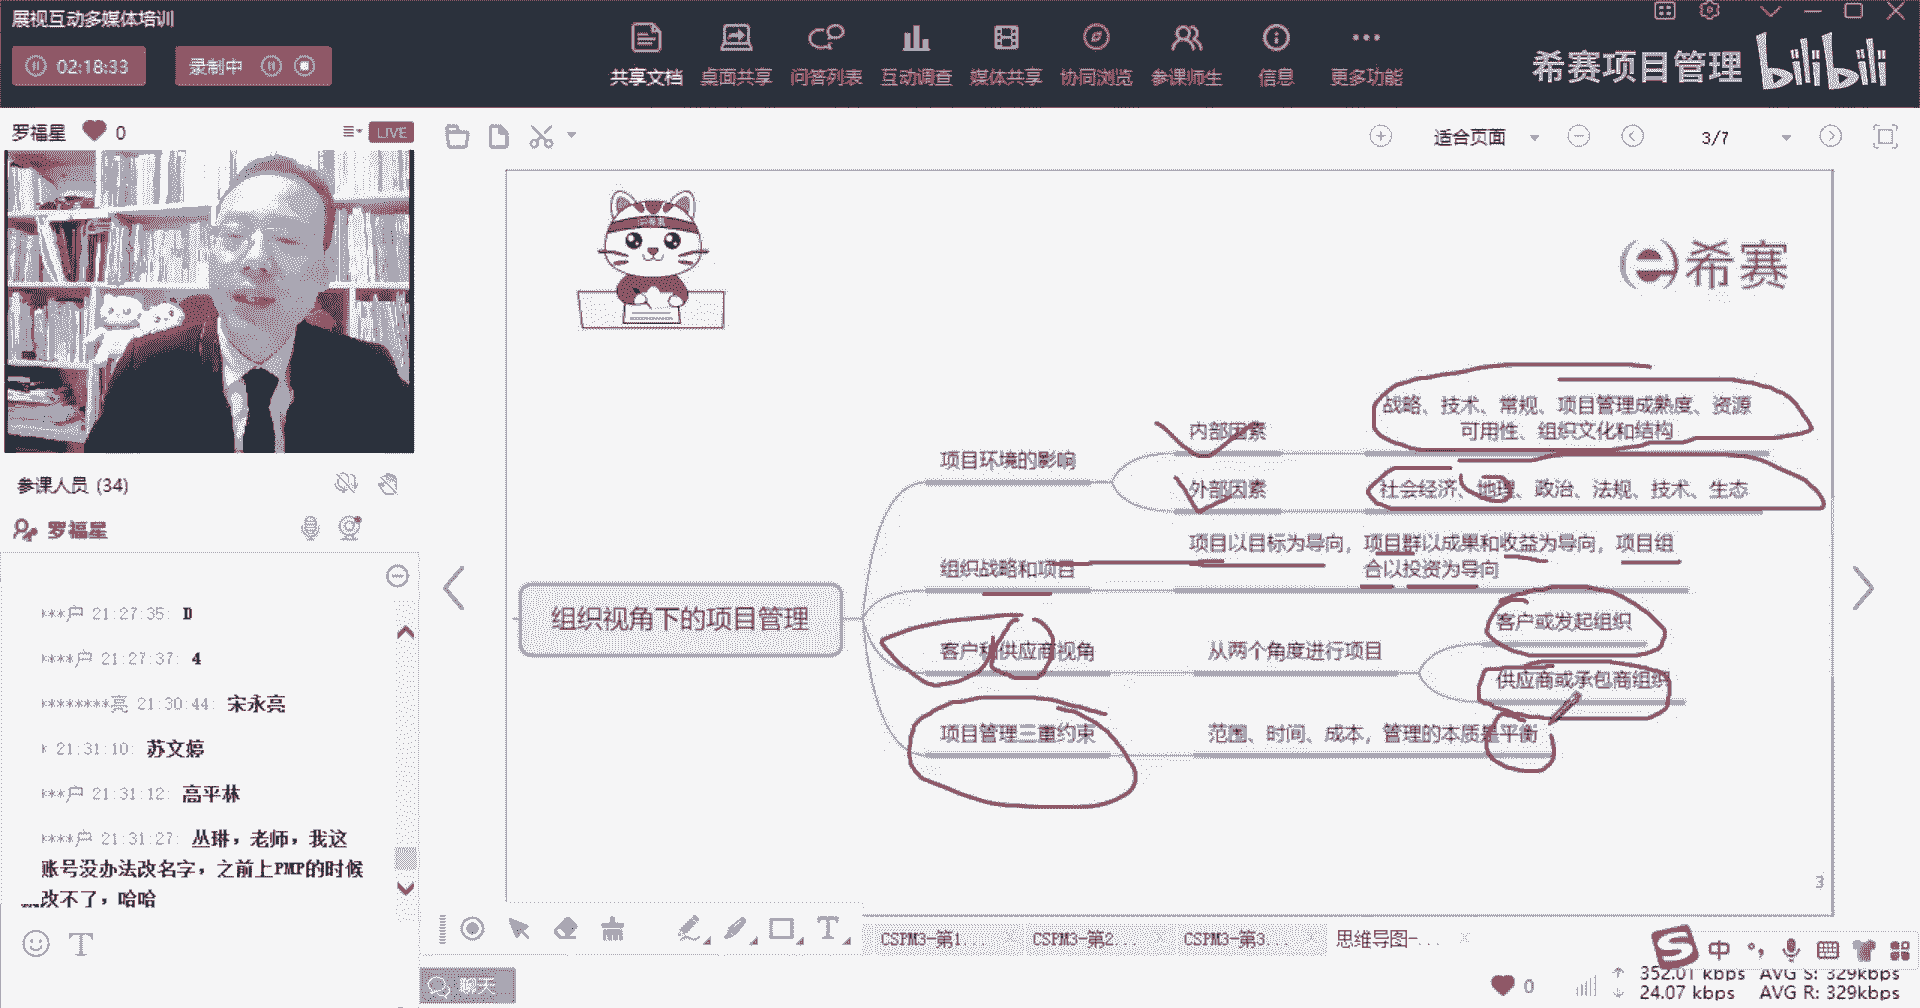 展视互动多媒体培训
02:18:33
录制中
共享文档 桌面共享 问答列表 互动调查 媒体共享 协同浏览 参课师生 信息 更多功能
希赛项目管理 bilibili
罗福星 0
LIVE
适合页面
3/7
希赛
参课人员 (34)
罗福星
组织视角下的项目管理
项目环境的影响
内部因素
战略、技术、常规、项目管理成熟度、资源
可用性、组织文化和结构
外部因素
社会经济、地理、政治、法规、技术、生态
组织战略和项目
项目以目标为导向，项目群以成果和收益为导向，项目组
合以投资为导向
客户和供应商视角
从两个角度进行项目
客户或发起组织
供应商或承包商组织
项目管理三重约束
范围、时间、成本，管理的本质是平衡
3
***户 21:27:35: D
****户 21:27:37: 4
********亮 21:30:44: 宋永亮
* 21:31:10: 苏文婷
***户 21:31:12: 高平林
****户 21:31:27: 丛琳，老师，我这
账号没办法改名字，之前上PMP的时候
改不了，哈哈
T
T
CSPM3-第1... CSPM3-第2... CSPM3-第3... 思维导图-...
聊天
中
0
352.01 kbps AVG S: 329kbps
24.07 kbps AVG R: 329kbps